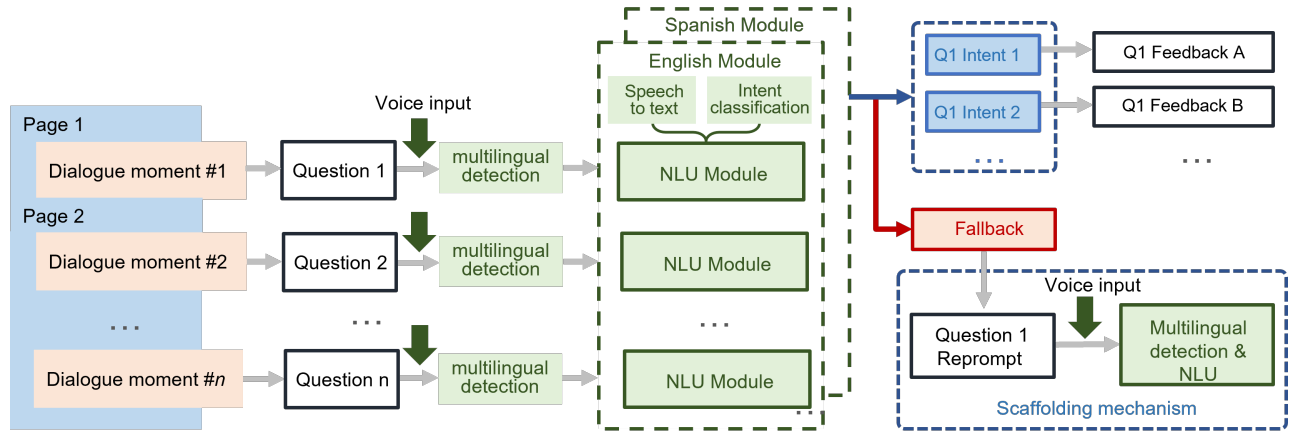 Page 1
Dialogue moment #1
Page 2
Dialogue moment #2
...
Dialogue moment #n
Question 1
Question 2
...
Question n
Voice input
multilingual
detection
multilingual
detection
multilingual
detection
Spanish Module
English Module
Speech
to text
Intent
classification
NLU Module
NLU Module
...
NLU Module
...
Q1 Intent 1
Q1 Intent 2
...
Q1 Feedback A
Q1 Feedback B
...
Fallback
Voice input
Question 1
Reprompt
Multilingual
detection &
NLU
Scaffolding mechanism